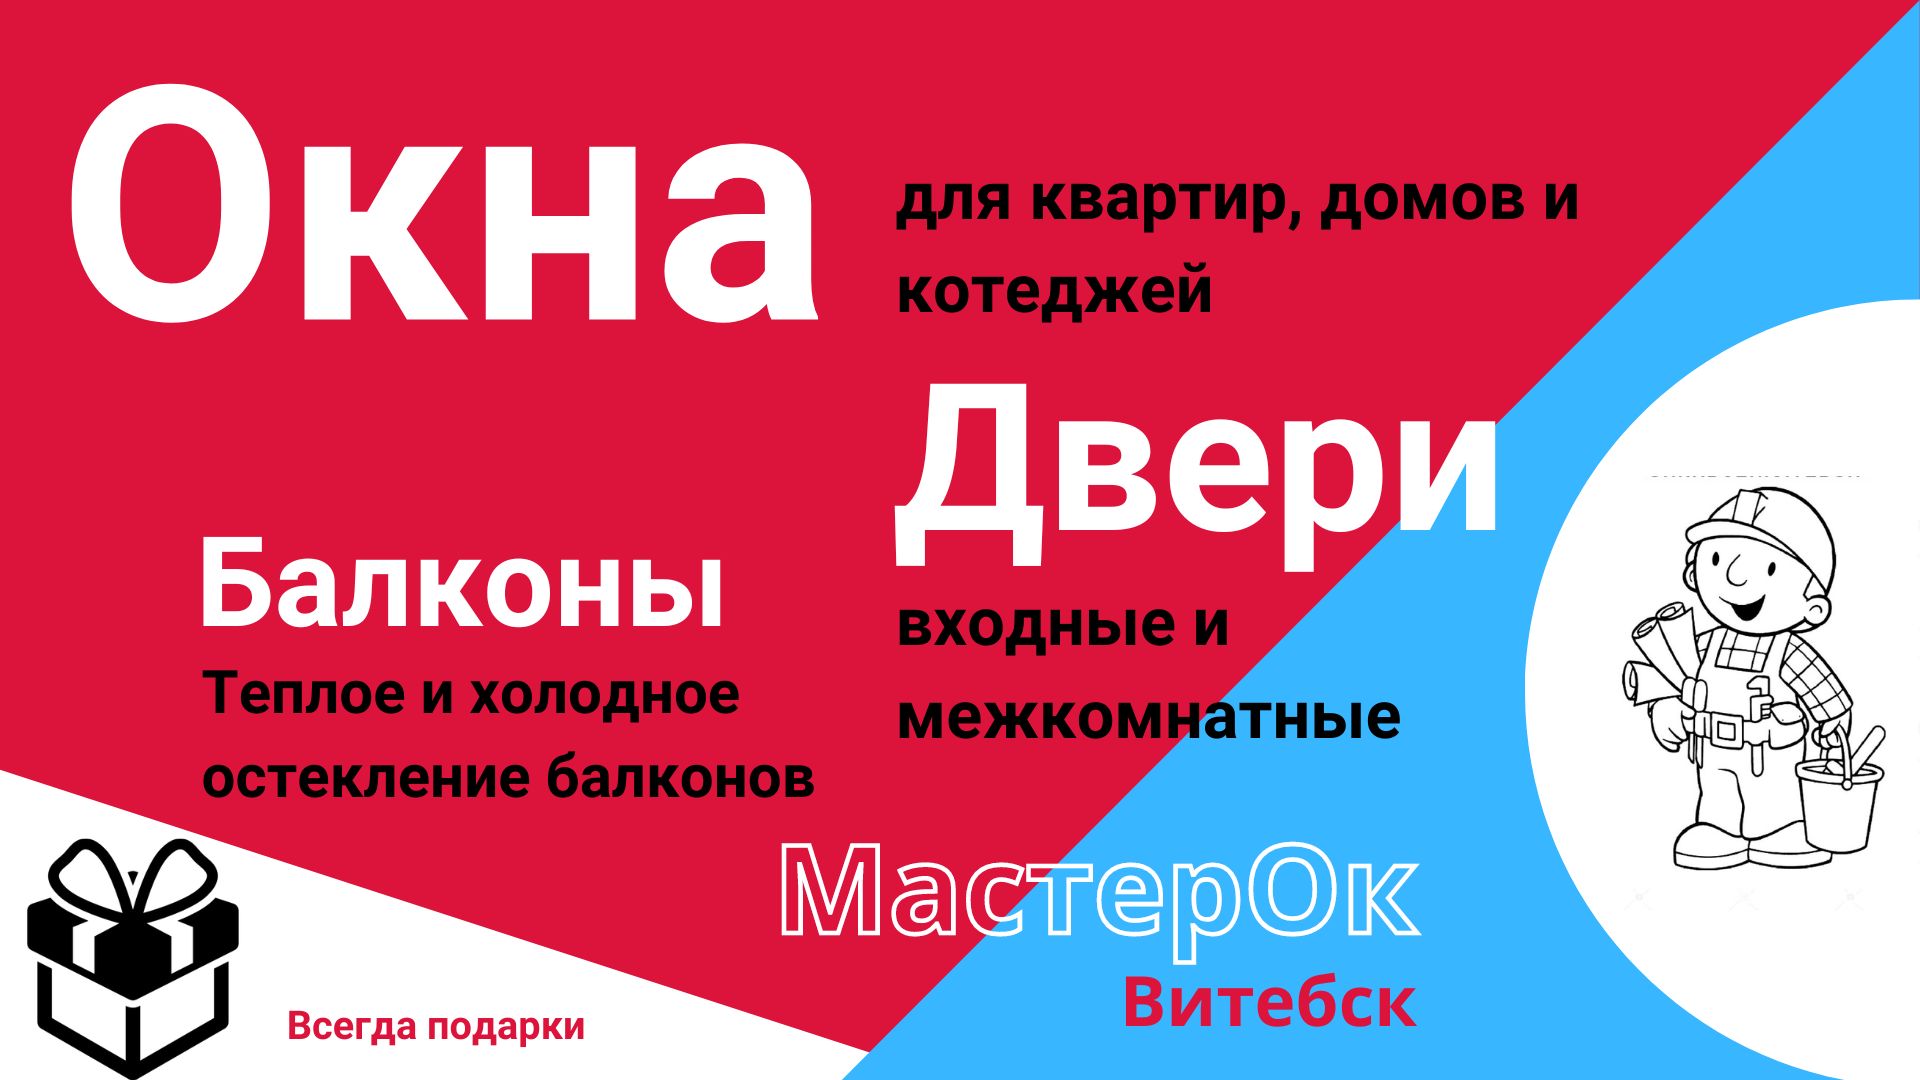 Окна
для квартир, домов и
котеджей
Двери
входные и
межкомнатные
Балконы
Теплое и холодное
остекление балконов
МастерОк
Витебск
Всегда подарки